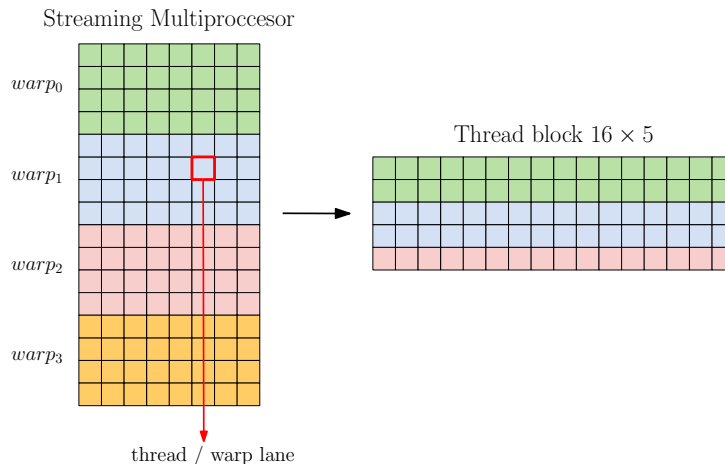 Streaming Multiproccesor
warp₀
Thread block 16 × 5
warp₁
warp₂
warp₃
thread / warp lane